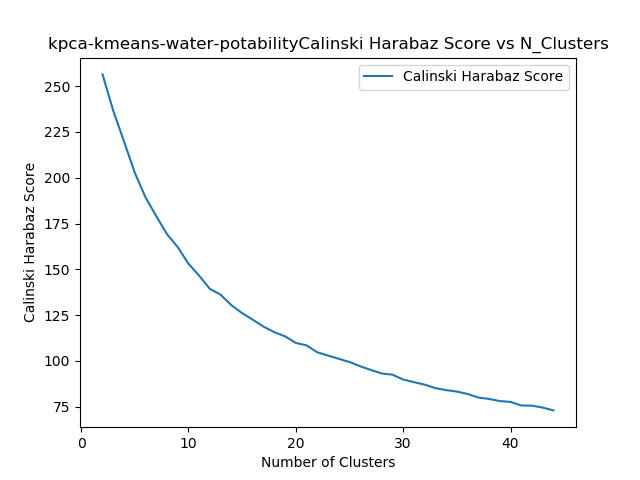 kpca-kmeans-water-potabilityCalinski Harabaz Score vs N_Clusters
Calinski Harabaz Score
250
225
200
175
150
125
100
75
Calinski Harabaz Score
0 10 20 30 40
Number of Clusters